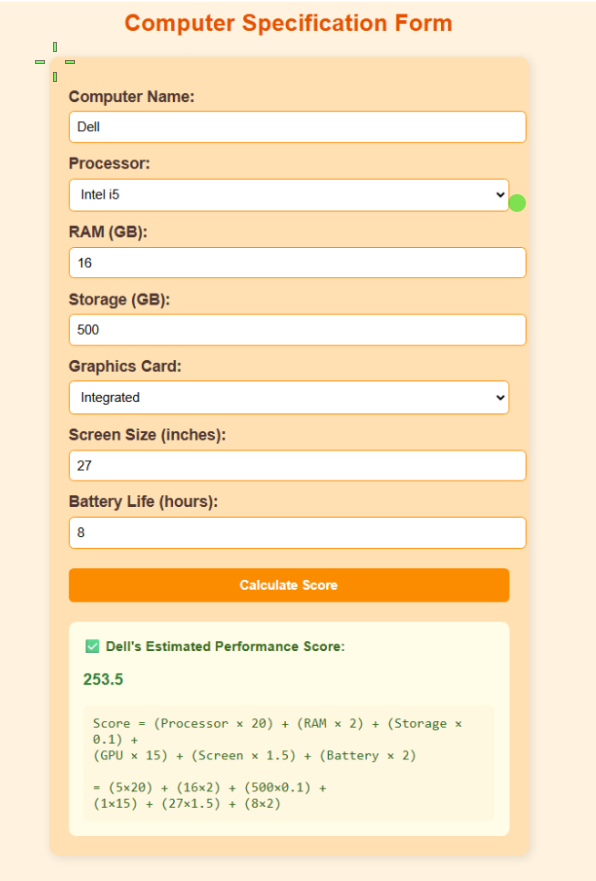 Computer Specification Form
Computer Name:
Dell
Processor:
Intel i5
RAM (GB):
16
Storage (GB):
500
Graphics Card:
Integrated
Screen Size (inches):
27
Battery Life (hours):
8
Calculate Score
✅ Dell's Estimated Performance Score:
253.5
Score = (Processor × 20) + (RAM × 2) + (Storage ×
0.1) +
(GPU × 15) + (Screen × 1.5) + (Battery × 2)
= (5×20) + (16×2) + (500×0.1) +
(1×15) + (27×1.5) + (8×2)